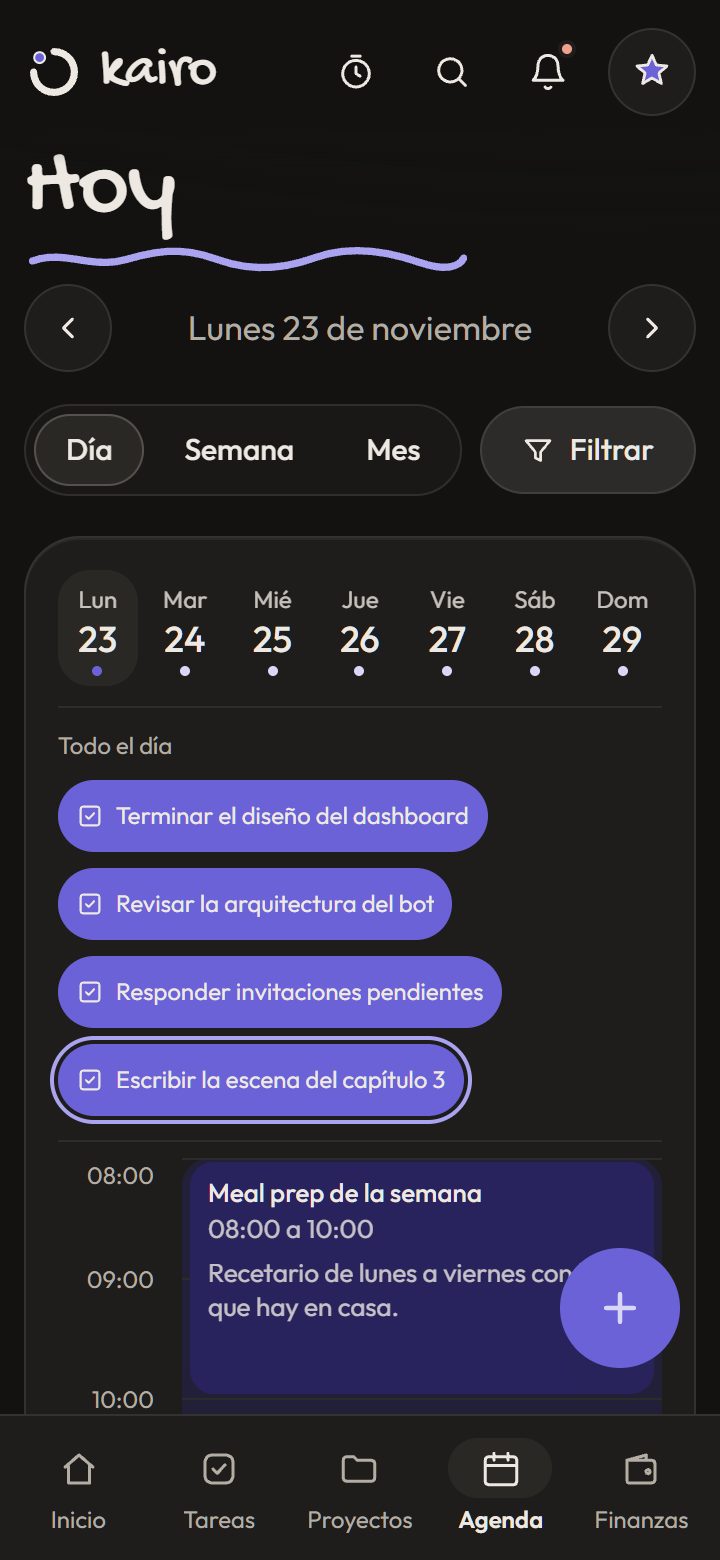 kairo
Hoy
Lunes 23 de noviembre
Día Semana Mes Filtrar
Lun Mar Mié Jue Vie Sáb Dom
23 24 25 26 27 28 29
Todo el día
Terminar el diseño del dashboard
Revisar la arquitectura del bot
Responder invitaciones pendientes
Escribir la escena del capítulo 3
08:00
Meal prep de la semana
08:00 a 10:00
09:00
Recetario de lunes a viernes con
que hay en casa.
10:00
Inicio Tareas Proyectos Agenda Finanzas